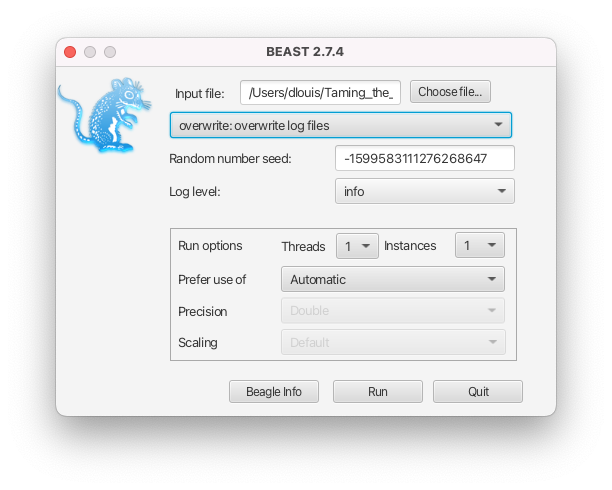 BEAST 2.7.4
Input file: /Users/dlouis/Taming_the_ Choose file...
overwrite: overwrite log files
Random number seed: -1599583111276268647
Log level: info
Run options Threads 1 Instances 1
Prefer use of Automatic
Precision Double
Scaling Default
Beagle Info Run Quit